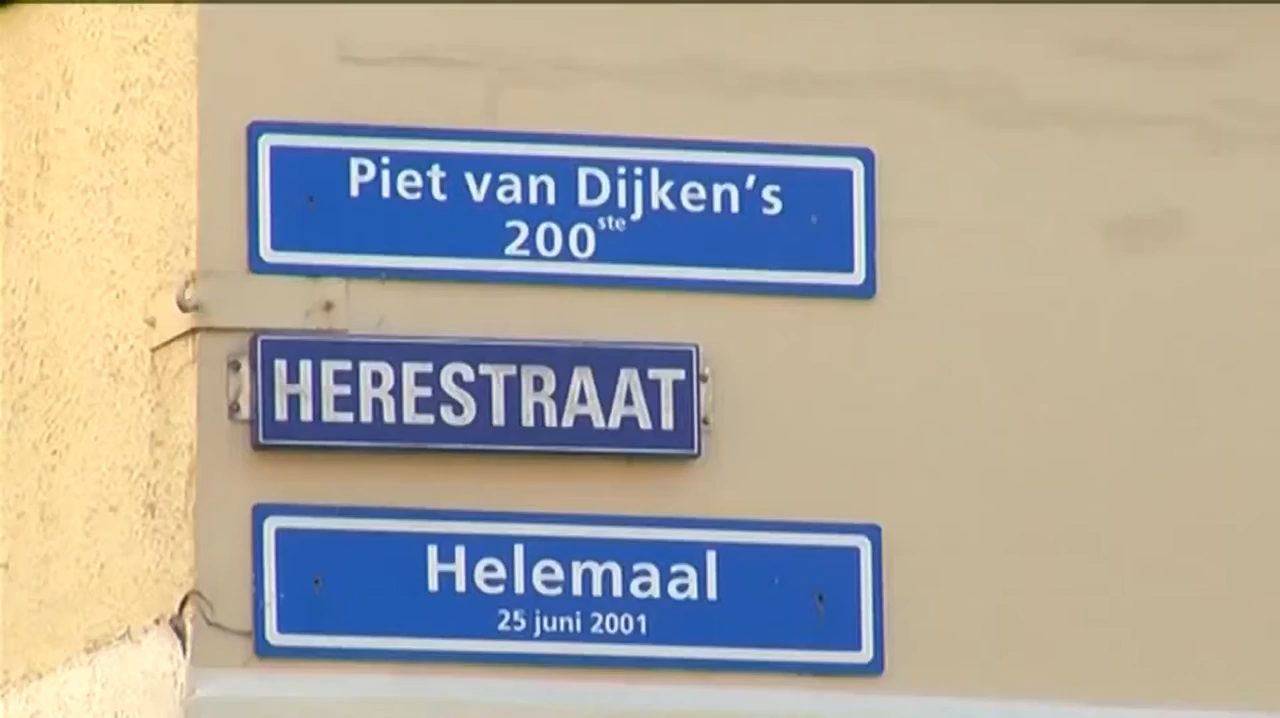 Piet van Dijken's
200ste
HERESTRAAT
Helemaal
25 juni 2001